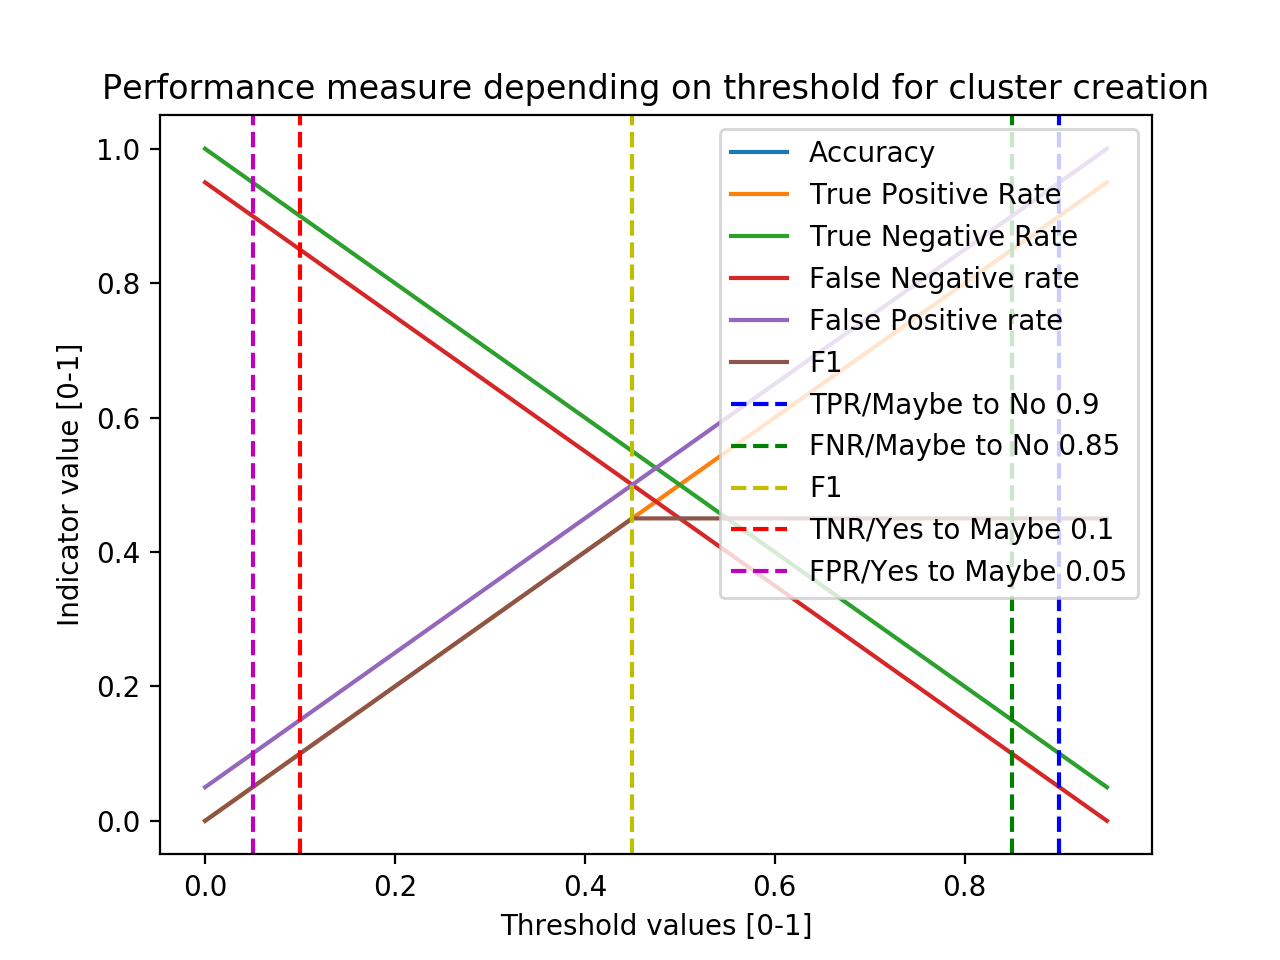 Performance measure depending on threshold for cluster creation
Indicator value [0-1]
1.0
0.8
0.6
0.4
0.2
0.0
Accuracy
True Positive Rate
True Negative Rate
False Negative rate
False Positive rate
F1
TPR/Maybe to No 0.9
FNR/Maybe to No 0.85
F1
TNR/Yes to Maybe 0.1
FPR/Yes to Maybe 0.05
0.0 0.2 0.4 0.6 0.8
Threshold values [0-1]